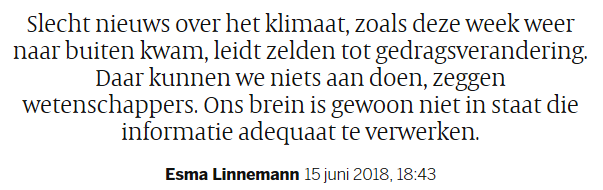 Slecht nieuws over het klimaat, zoals deze week weer
naar buiten kwam, leidt zelden tot gedragsverandering.
Daar kunnen we niets aan doen, zeggen
wetenschappers. Ons brein is gewoon niet in staat die
informatie adequaat te verwerken.
Esma Linnemann 15 juni 2018, 18:43